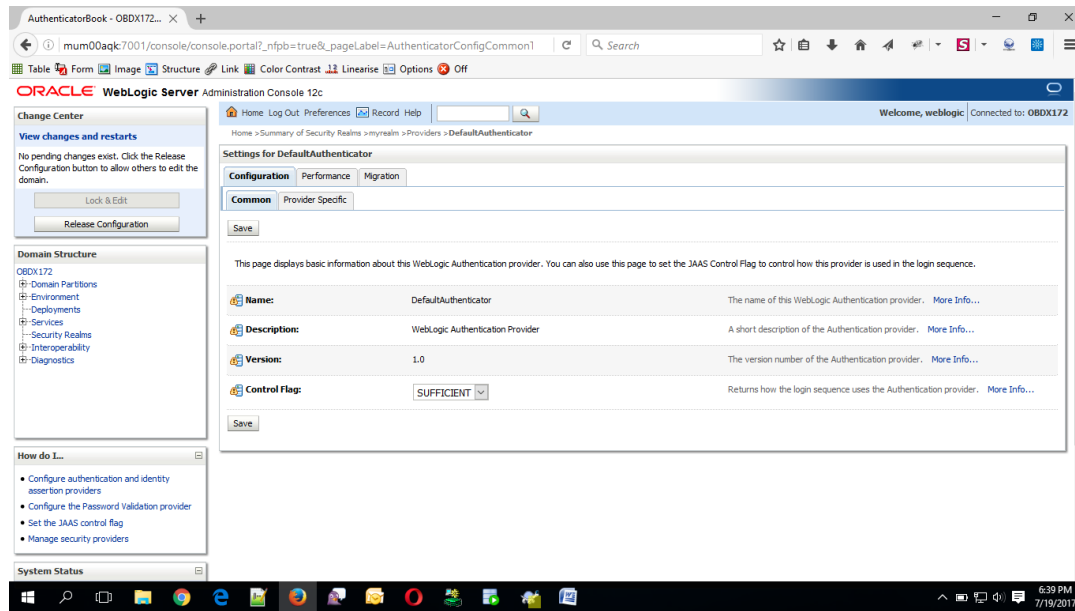 AuthenticatorBook - OBDX172...
mum00aqk:7001/console/console.portal?_nfpb=true&_pageLabel=AuthenticatorConfigCommon
Search
Table Form Image Structure Link Color Contrast Linearise Options Off
ORACLE WebLogic Server Administration Console 12c
Change Center
View changes and restarts
No pending changes exist. Click the Release
Configuration button to allow others to edit the
domain.
Lock & Edit
Release Configuration
Domain Structure
OBDX172
Domain Partitions
Environment
Deployments
Services
Security Realms
Interoperability
Diagnostics
How do I...
Configure authentication and identity
assertion providers
Configure the Password Validation provider
Set the JAAS control flag
Manage security providers
System Status
Home Log Out Preferences Record Help
Welcome, weblogic Connected to: OBDX172
Home >Summary of Security Realms >myrealm >Providers >DefaultAuthenticator
Settings for DefaultAuthenticator
Configuration Performance Migration
Common Provider Specific
Save
This page displays basic information about this WebLogic Authentication provider. You can also use this page to set the JAAS Control Flag to control how this provider is used in the login sequence.
Name: DefaultAuthenticator The name of this WebLogic Authentication provider. More Info...
Description: WebLogic Authentication Provider A short description of the Authentication provider. More Info...
Version: 1.0 The version number of the Authentication provider. More Info...
Control Flag: SUFFICIENT Returns how the login sequence uses the Authentication provider. More Info...
Save
6:39 PM
7/19/2017